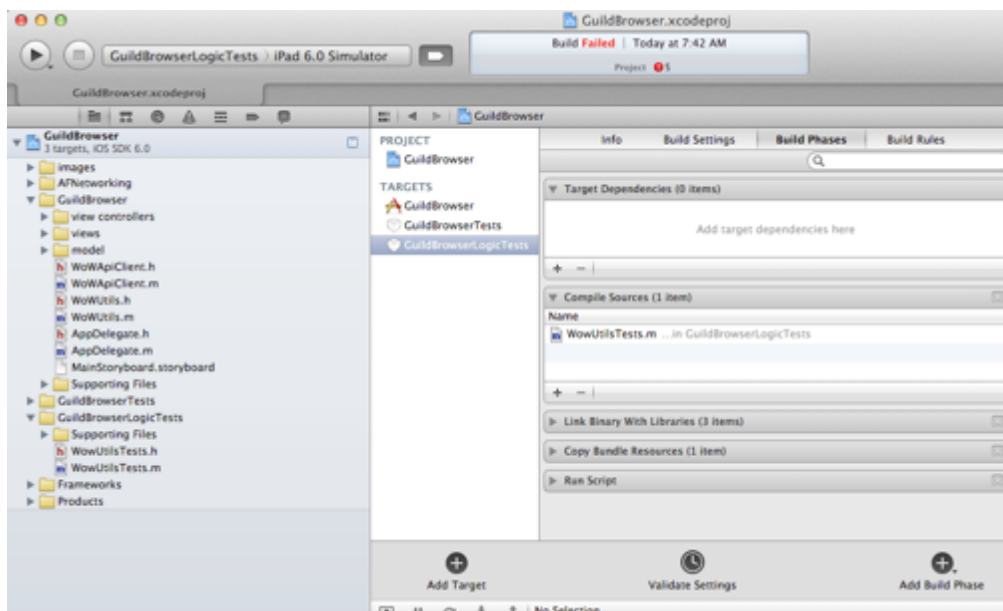 GuildBrowser.xcodeproj
GuildBrowserLogicTests 〉 iPad 6.0 Simulator
Build Failed | Today at 7:42 AM
Project 5
GuildBrowser.xcodeproj
GuildBrowser
3 targets, iOS SDK 6.0
images
AFNetworking
GuildBrowser
view controllers
views
model
WoWApiClient.h
WoWApiClient.m
WoWUtils.h
WoWUtils.m
AppDelegate.h
AppDelegate.m
MainStoryboard.storyboard
Supporting Files
GuildBrowserTests
GuildBrowserLogicTests
Supporting Files
WowUtilsTests.h
WowUtilsTests.m
Frameworks
Products
GuildBrowser
PROJECT
GuildBrowser
TARGETS
GuildBrowser
GuildBrowserTests
GuildBrowserLogicTests
Info Build Settings Build Phases Build Rules
Target Dependencies (0 items)
Add target dependencies here
Compile Sources (1 item)
Name
WowUtilsTests.m ...in GuildBrowserLogicTests
Link Binary With Libraries (3 items)
Copy Bundle Resources (1 item)
Run Script
Add Target
Validate Settings
Add Build Phase
No Selection